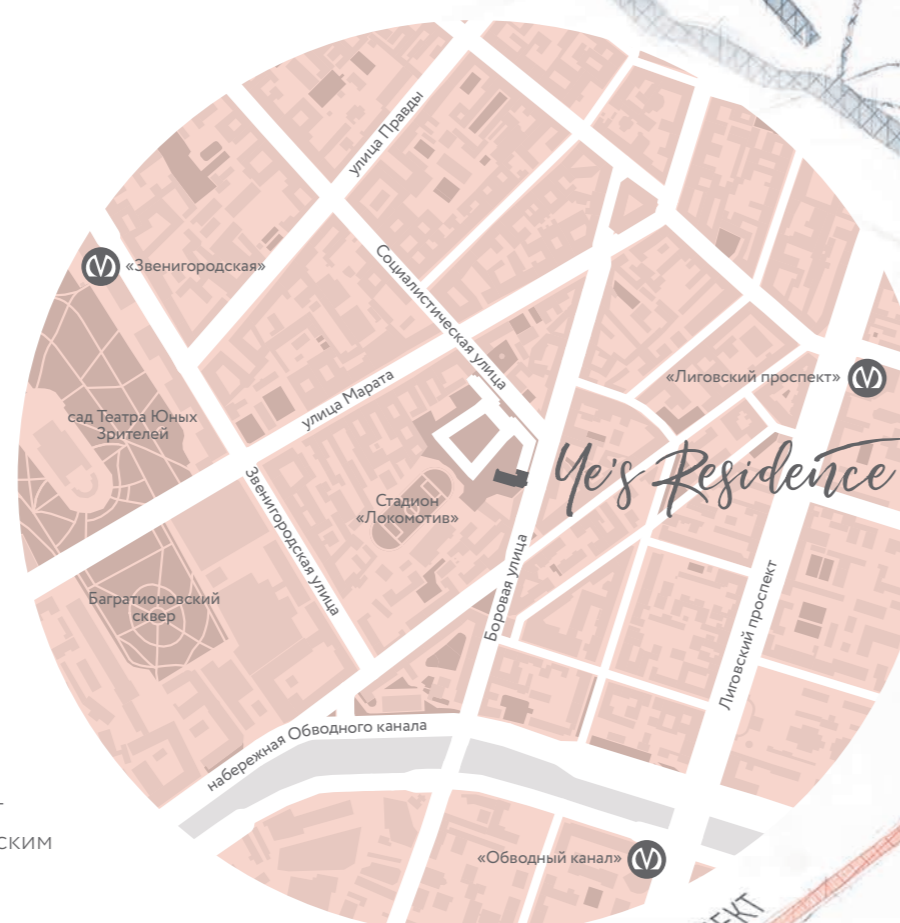 улица Правды
«Звенигородская»
Социалистическая улица
«Лиговский проспект»
улица Марата
сад Театра Юных
Зрителей
Ye's Residence
Звенигородская улица
Стадион
«Локомотив»
Боровая улица
Багратионовский
сквер
Лиговский проспект
набережная Обводного канала
ским
«Обводный канал»
ЕКТ